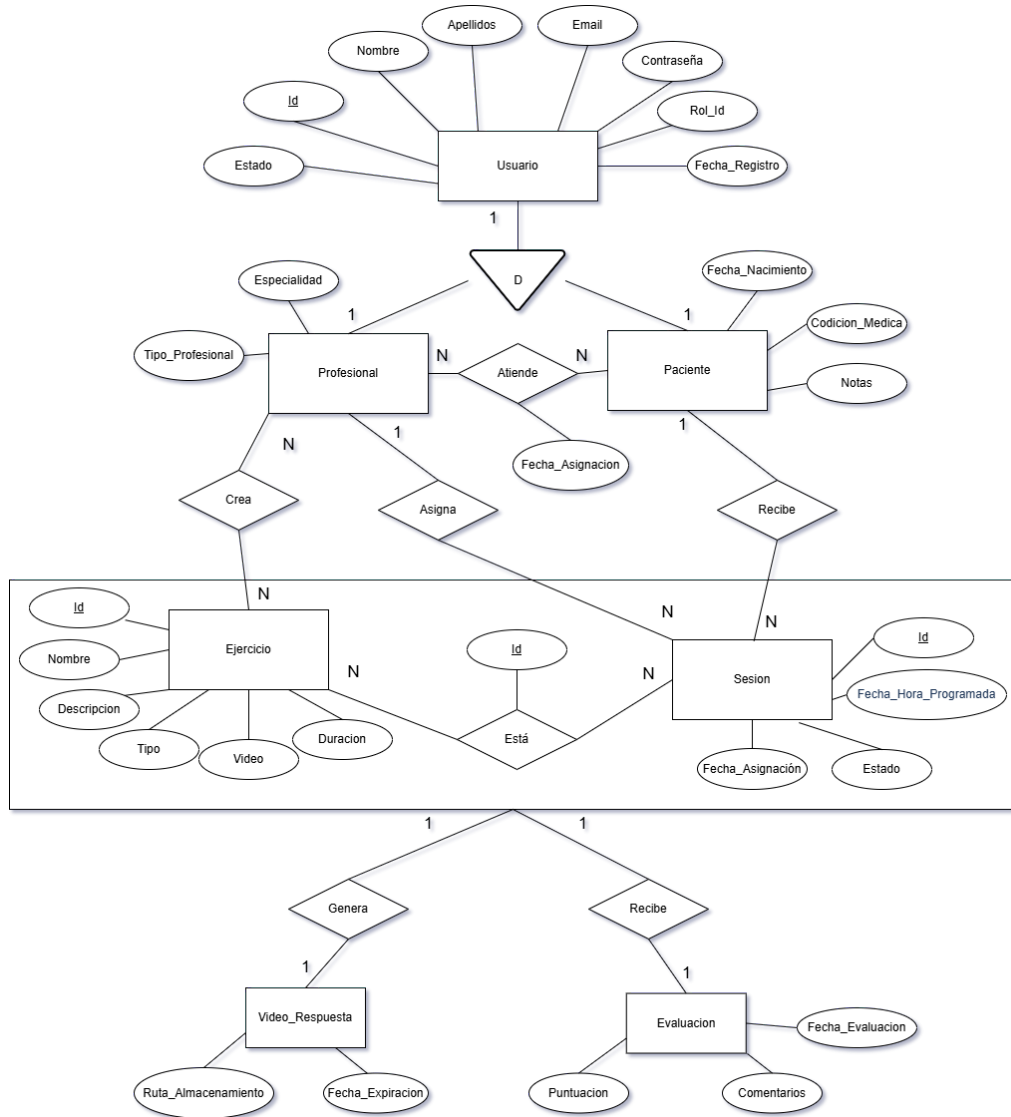 Apellidos
Email
Nombre
Contraseña
Id
Rol_Id
Estado
Usuario
Fecha_Registro
1
D
Especialidad
Fecha_Nacimiento
1
1
Codicion_Medica
Tipo_Profesional
N
N
Profesional
Atiende
Paciente
Notas
1
1
N
Fecha_Asignacion
Crea
Asigna
Recibe
N
N
N
Id
Id
Id
Ejercicio
Nombre
N
N
Sesion
Fecha_Hora_Programada
Descripcion
Tipo
Video
Duracion
Está
Fecha_Asignación
Estado
1
1
Genera
Recibe
1
1
Video_Respuesta
Evaluacion
Fecha_Evaluacion
Ruta_Almacenamiento
Fecha_Expiracion
Puntuacion
Comentarios